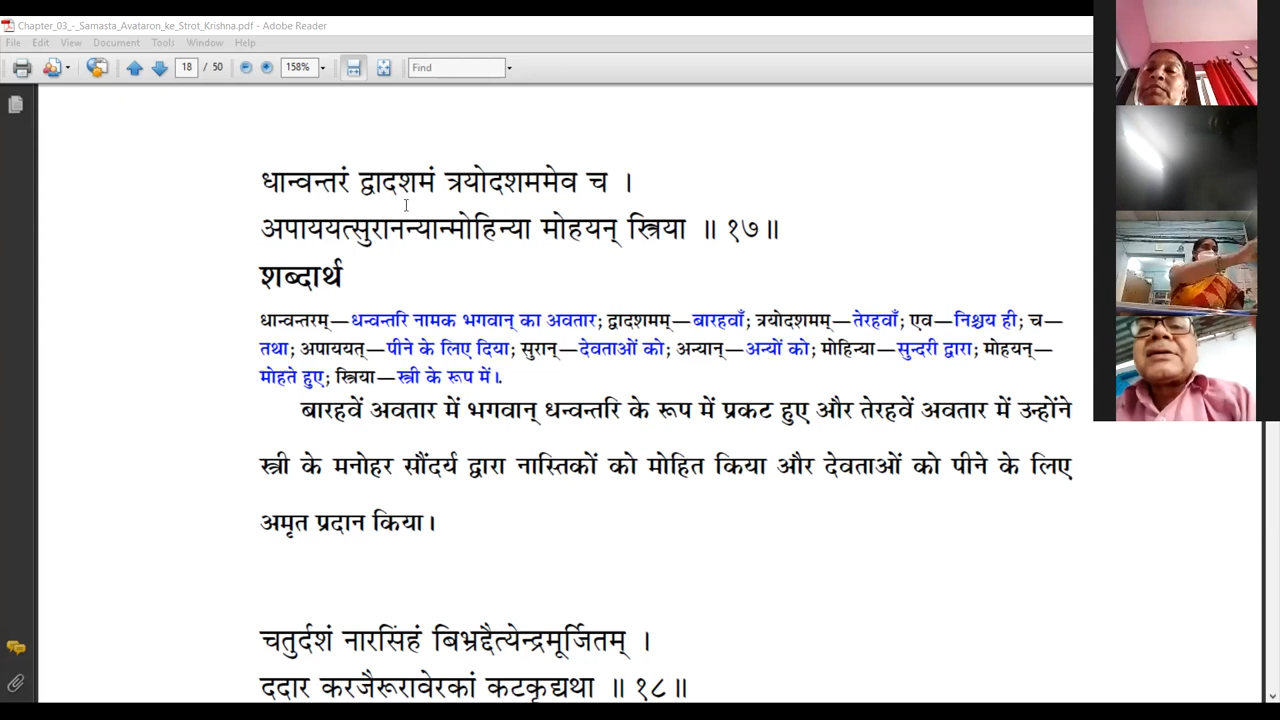 Chapter_03_-_Samasta_Avataron_ke_Strot_Krishna.pdf - Adobe Reader
File Edit View Document Tools Window Help
18 / 50 158% Find
धान्वन्तरं द्वादशमं त्रयोदशममेव च ।
अपाययत्सुरानन्यान्मोहिन्या मोहयन् स्त्रिया ॥ १७॥
शब्दार्थ
धान्वन्तरम्—धन्वन्तरि नामक भगवान् का अवतार; द्वादशमम्—बारहवाँ; त्रयोदशमम्—तेरहवाँ; एव—निश्चय ही; च—
तथा; अपाययत्—पीने के लिए दिया; सुरान्—देवताओं को; अन्यान्—अन्यों को; मोहिन्या—सुन्दरी द्वारा; मोहयन्—
मोहते हुए; स्त्रिया—स्त्री के रूप में।.
बारहवें अवतार में भगवान् धन्वन्तरि के रूप में प्रकट हुए और तेरहवें अवतार में उन्होंने
स्त्री के मनोहर सौंदर्य द्वारा नास्तिकों को मोहित किया और देवताओं को पीने के लिए
अमृत प्रदान किया।
चतुर्दशं नारसिंहं बिभ्रद्दैत्येन्द्रमूर्जितम् ।
ददार करजैरूरावेरकां कटकृद्यथा ॥ १८॥